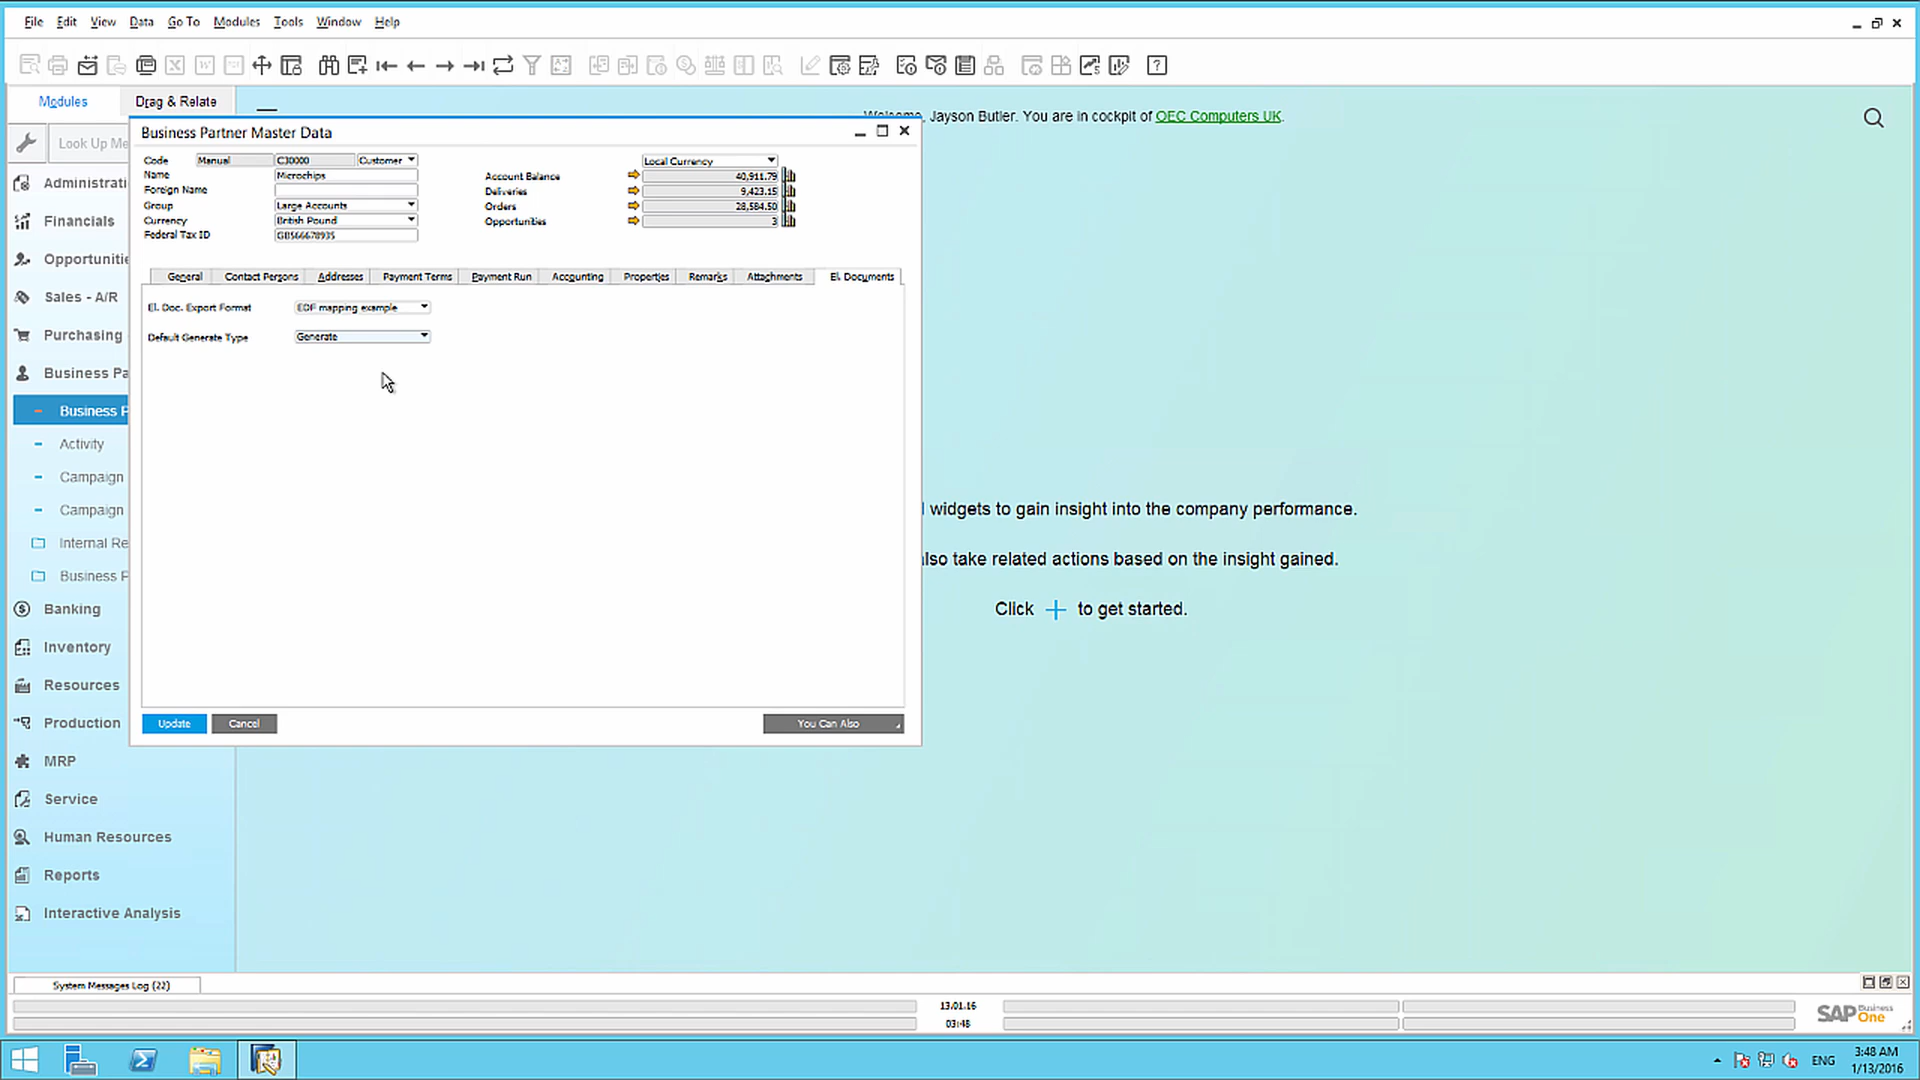 File Edit View Data Go To Modules Tools Window Help
Modules Drag & Relate
Welcome, Jayson Butler. You are in cockpit of OEC Computers UK.
Look Up Me
Administrati
Financials
Opportunitie
Sales - A/R
Purchasing
Business Pa
Business P
Activity
Campaign
Campaign
Internal Re
Business P
Banking
Inventory
Resources
Production
MRP
Service
Human Resources
Reports
Interactive Analysis
Business Partner Master Data
Code Manual C30000 Customer
Name Microchips
Foreign Name
Group Large Accounts
Currency British Pound
Federal Tax ID GB566678935
Local Currency
Account Balance 40,911.79
Deliveries 9,423.15
Orders 28,584.50
Opportunities 3
General Contact Persons Addresses Payment Terms Payment Run Accounting Properties Remarks Attachments El. Documents
El. Doc. Export Format EDF mapping example
Default Generate Type Generate
Update Cancel You Can Also
widgets to gain insight into the company performance.
also take related actions based on the insight gained.
Click + to get started.
System Messages Log (22)
13.01.16
03:48
SAP Business One
ENG
3:48 AM
1/13/2016